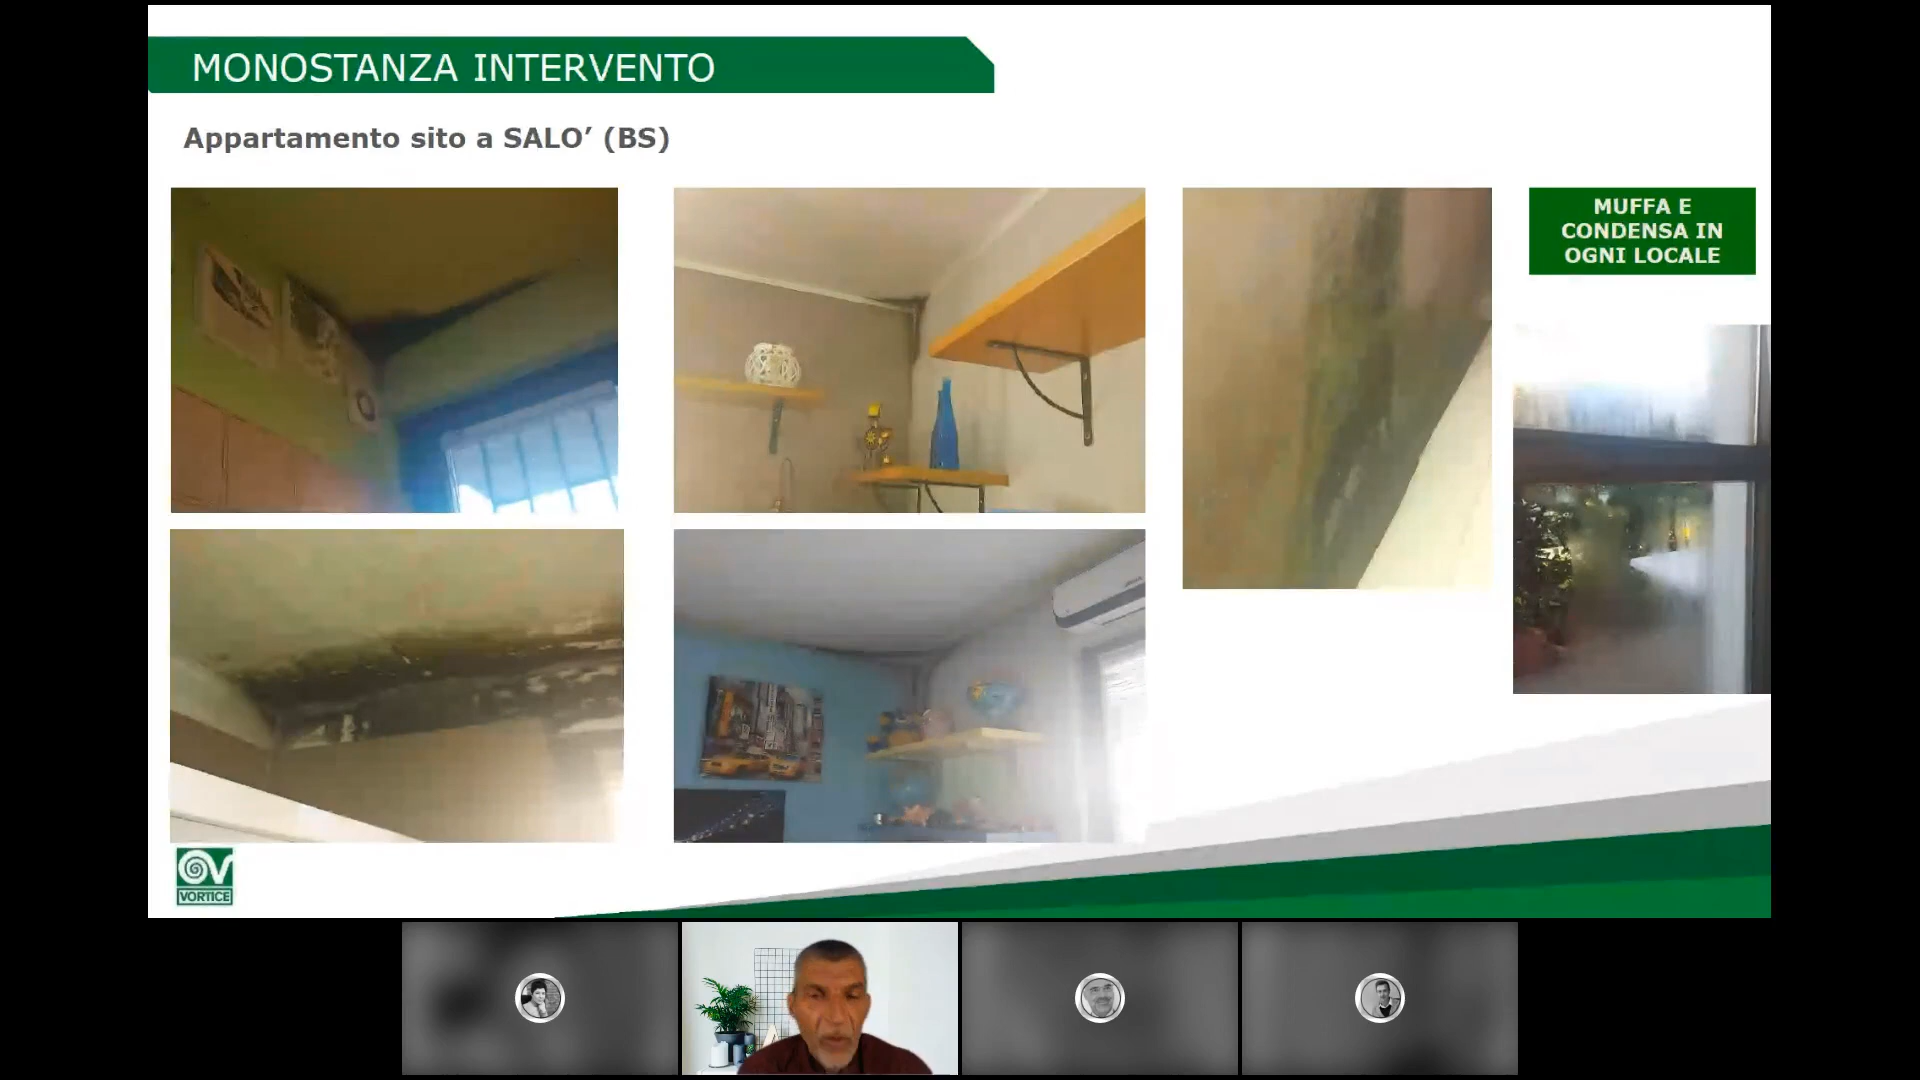 MONOSTANZA INTERVENTO
Appartamento sito a SALO’ (BS)
MUFFA E
CONDENSA IN
OGNI LOCALE
VORTICE